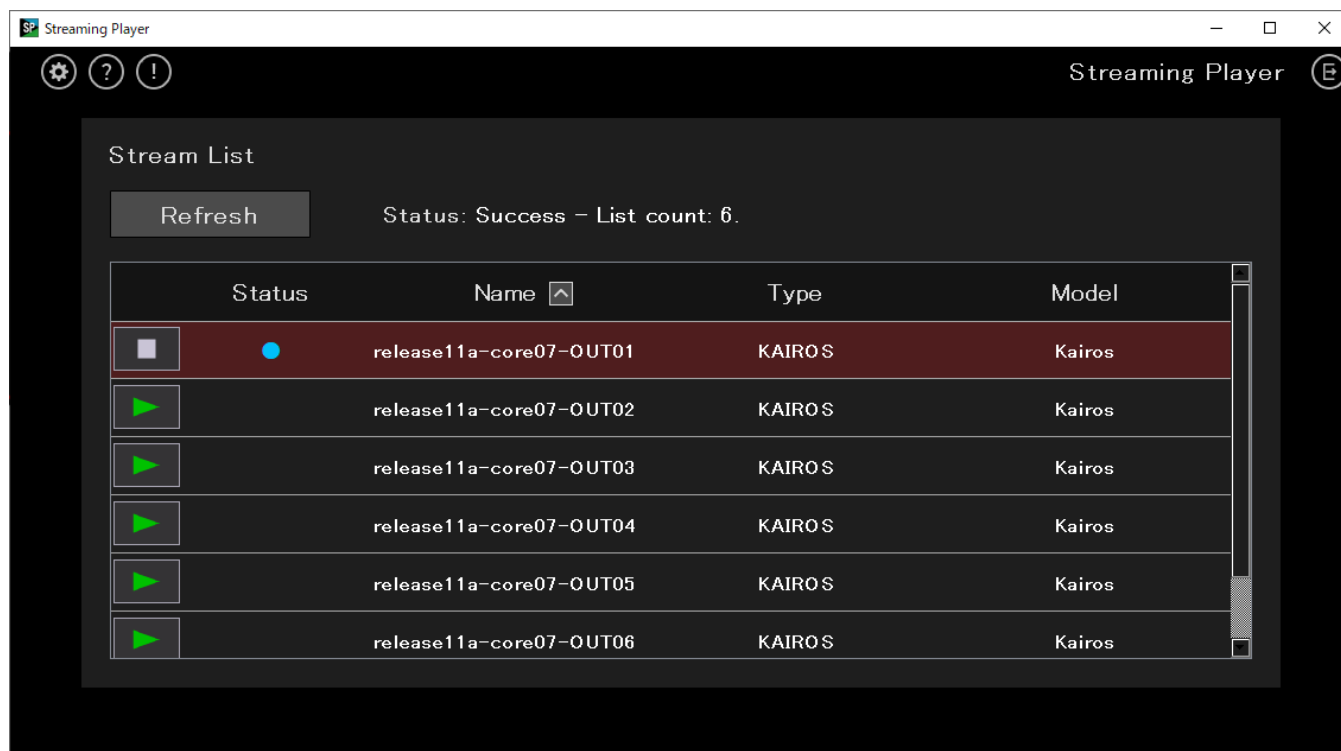 SP Streaming Player
? ! Streaming Player
Stream List
Refresh Status: Success - List count: 6.
Status Name Type Model
release11a-core07-OUT01 KAIROS Kairos
release11a-core07-OUT02 KAIROS Kairos
release11a-core07-OUT03 KAIROS Kairos
release11a-core07-OUT04 KAIROS Kairos
release11a-core07-OUT05 KAIROS Kairos
release11a-core07-OUT06 KAIROS Kairos